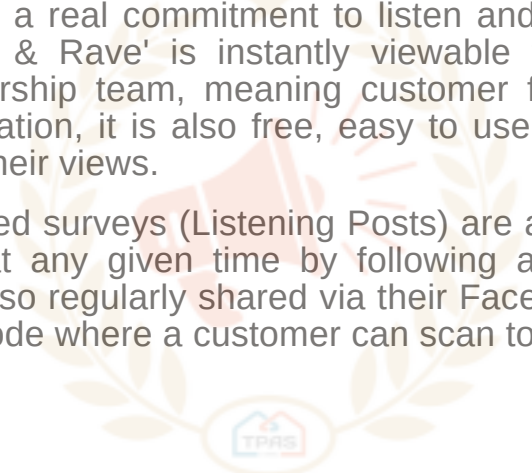 a real commitment to listen and
& Rave' is instantly viewable
ership team, meaning customer
ation, it is also free, easy to use
heir views.
ed surveys (Listening Posts) are
at any given time by following
so regularly shared via their Face
ode where a customer can scan to
TPAS